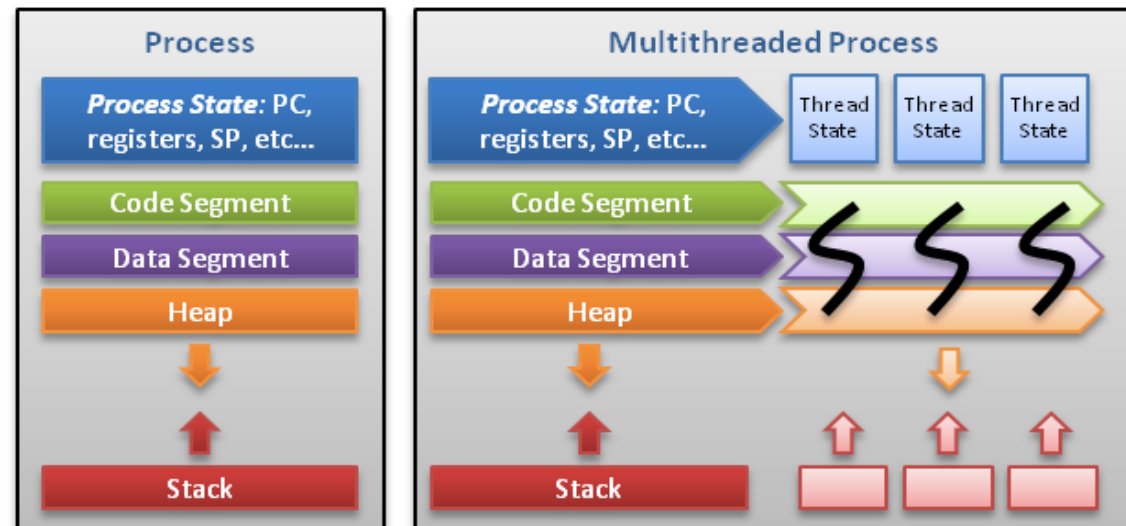 Process
Process State: PC,
registers, SP, etc...
Code Segment
Data Segment
Heap
Stack
Multithreaded Process
Process State: PC,
registers, SP, etc...
Thread
State
Thread
State
Thread
State
Code Segment
Data Segment
Heap
Stack